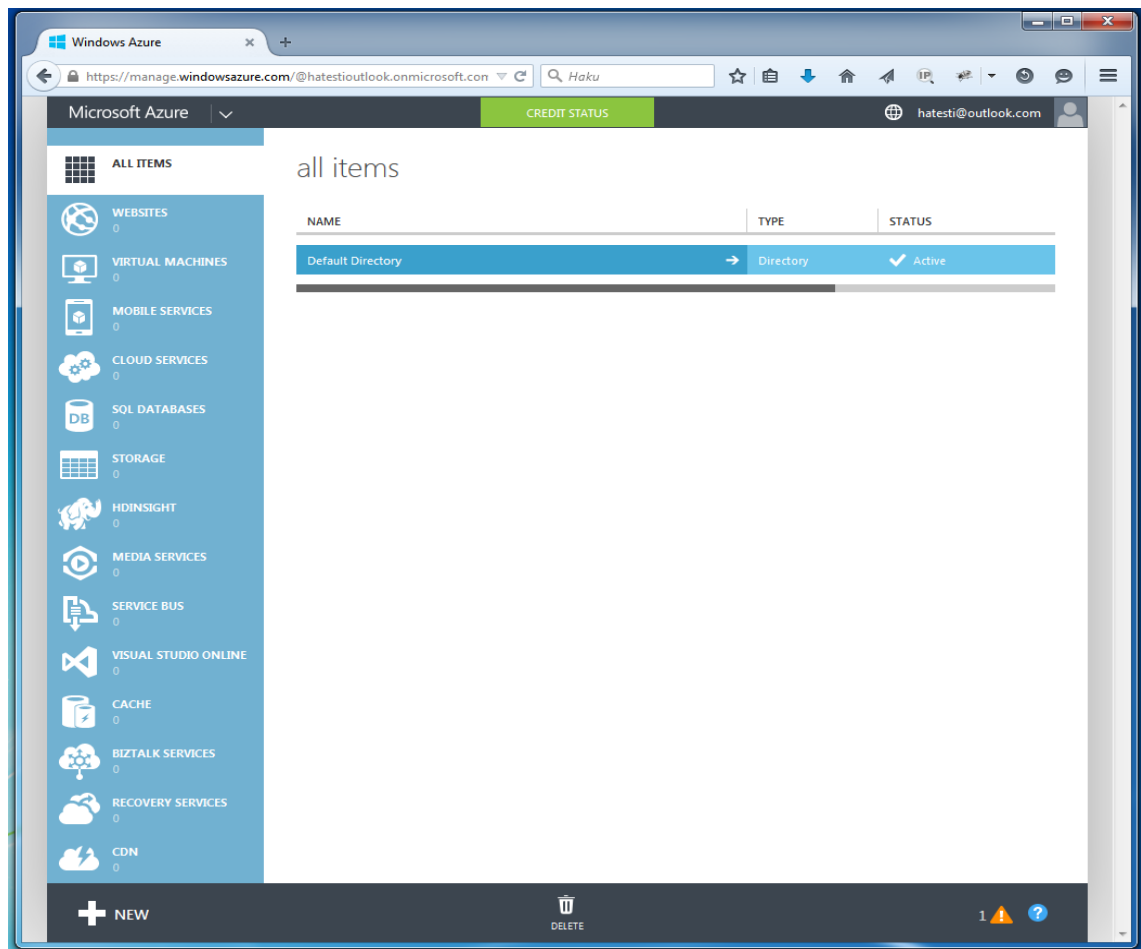 Windows Azure
https://manage.windowsazure.com/@hatestioutlook.onmicrosoft.con
Haku
Microsoft Azure
CREDIT STATUS
hatesti@outlook.com
ALL ITEMS
WEBSITES
0
VIRTUAL MACHINES
0
MOBILE SERVICES
0
CLOUD SERVICES
0
SQL DATABASES
0
DB
STORAGE
0
HDINSIGHT
0
MEDIA SERVICES
0
SERVICE BUS
0
VISUAL STUDIO ONLINE
0
CACHE
0
BIZTALK SERVICES
0
RECOVERY SERVICES
0
CDN
0
all items
NAME TYPE STATUS
Default Directory Directory Active
NEW
DELETE
1